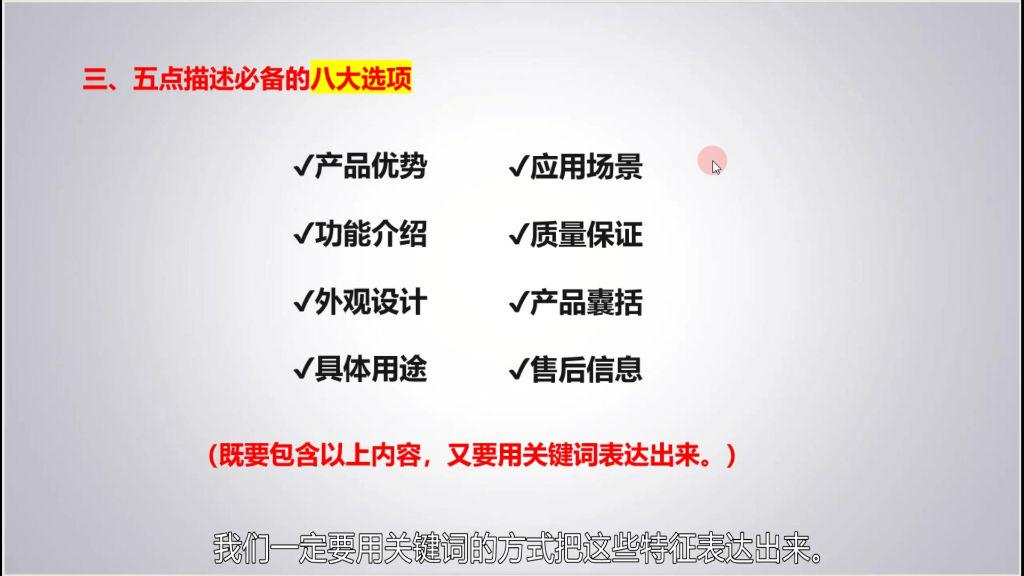 三、五点描述必备的八大选项
✓产品优势 ✓应用场景
✓功能介绍 ✓质量保证
✓外观设计 ✓产品囊括
✓具体用途 ✓售后信息
（既要包含以上内容，又要用关键词表达出来。）
我们一定要用关键词的方式把这些特征表达出来。